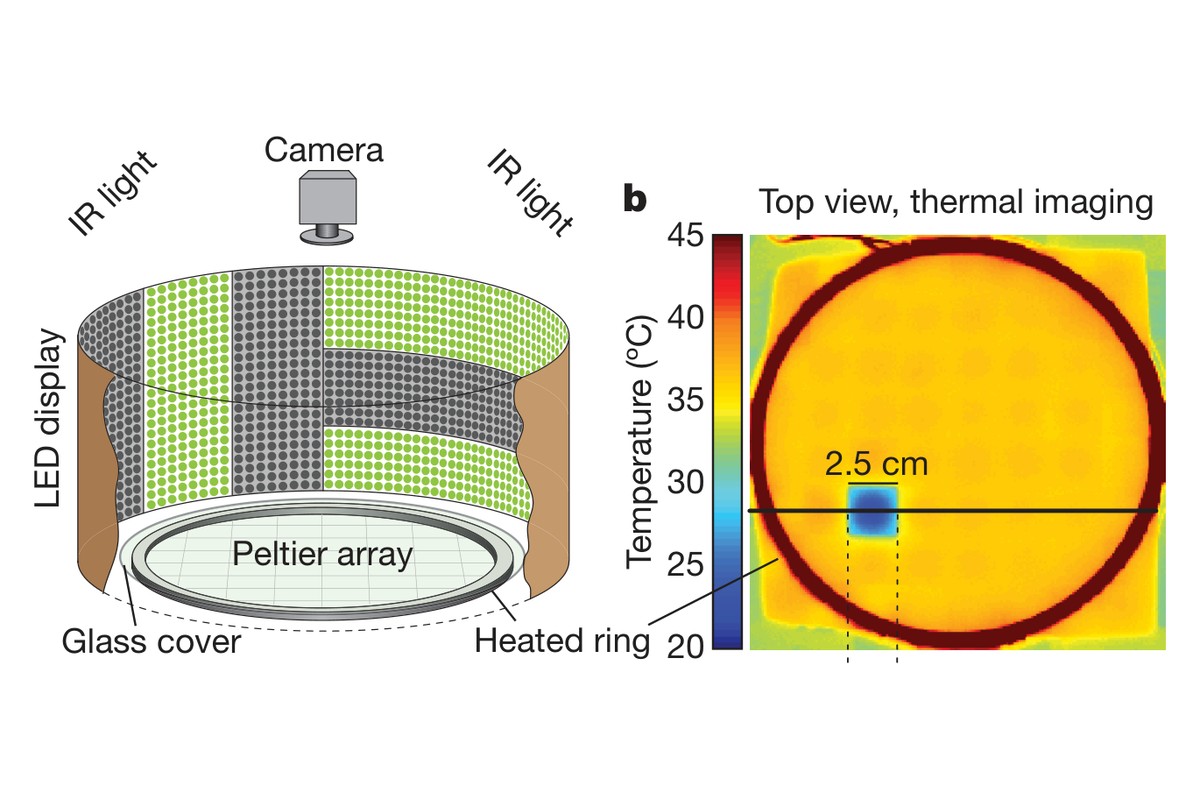 Camera
IR light
IR light
LED display
Peltier array
Glass cover
Heated ring
b
Top view, thermal imaging
Temperature (ºC)
45
40
35
30
25
20
2.5 cm